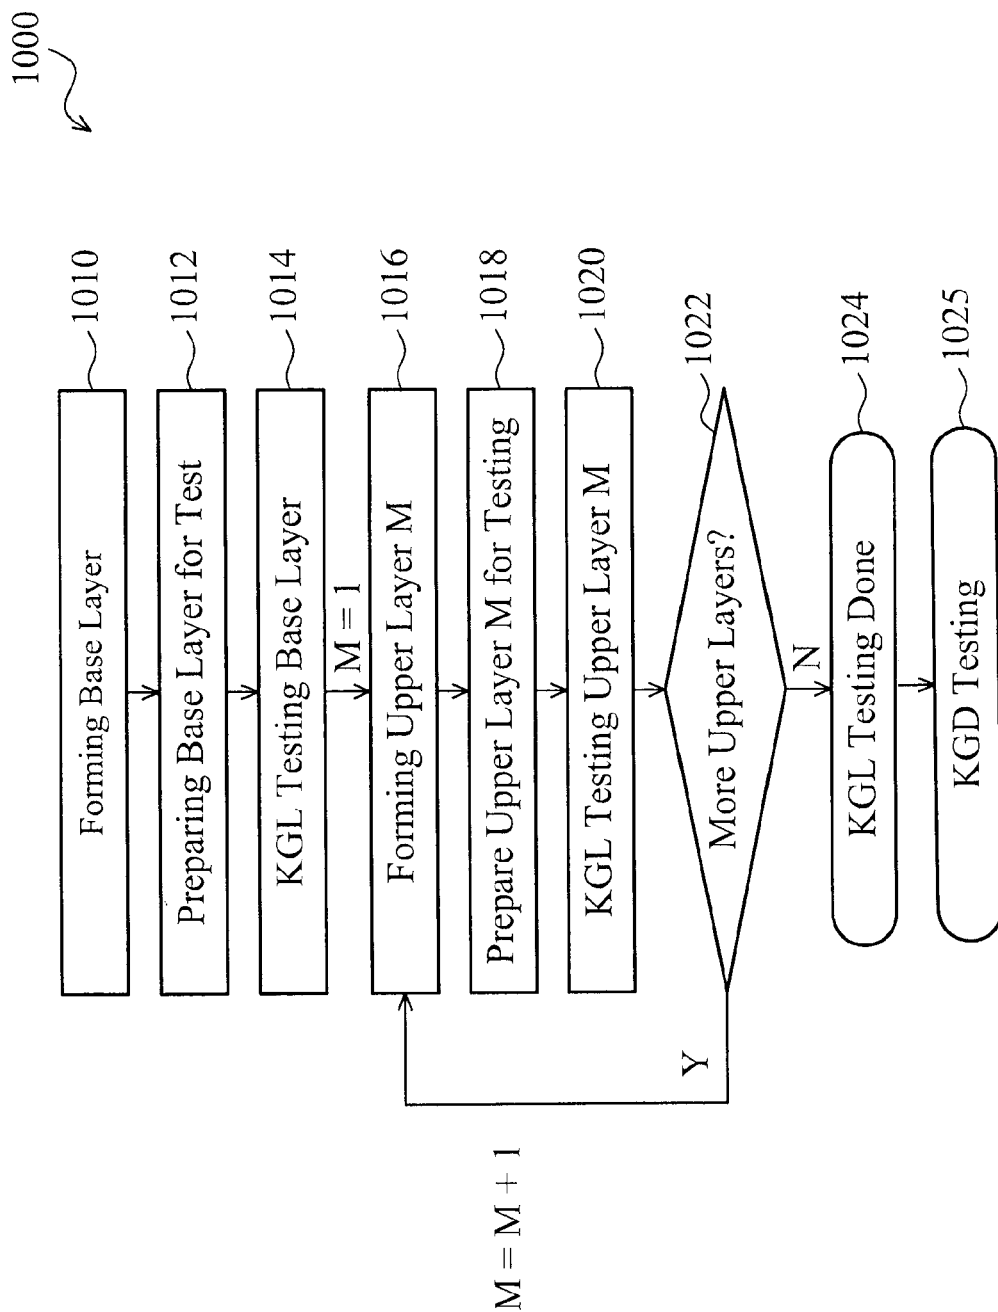 1000
Forming Base Layer
1010
Preparing Base Layer for Test
1012
KGL Testing Base Layer
1014
M = 1
Forming Upper Layer M
1016
Prepare Upper Layer M for Testing
1018
KGL Testing Upper Layer M
1020
More Upper Layers?
1022
Y
M = M + 1
N
KGL Testing Done
1024
KGD Testing
1025